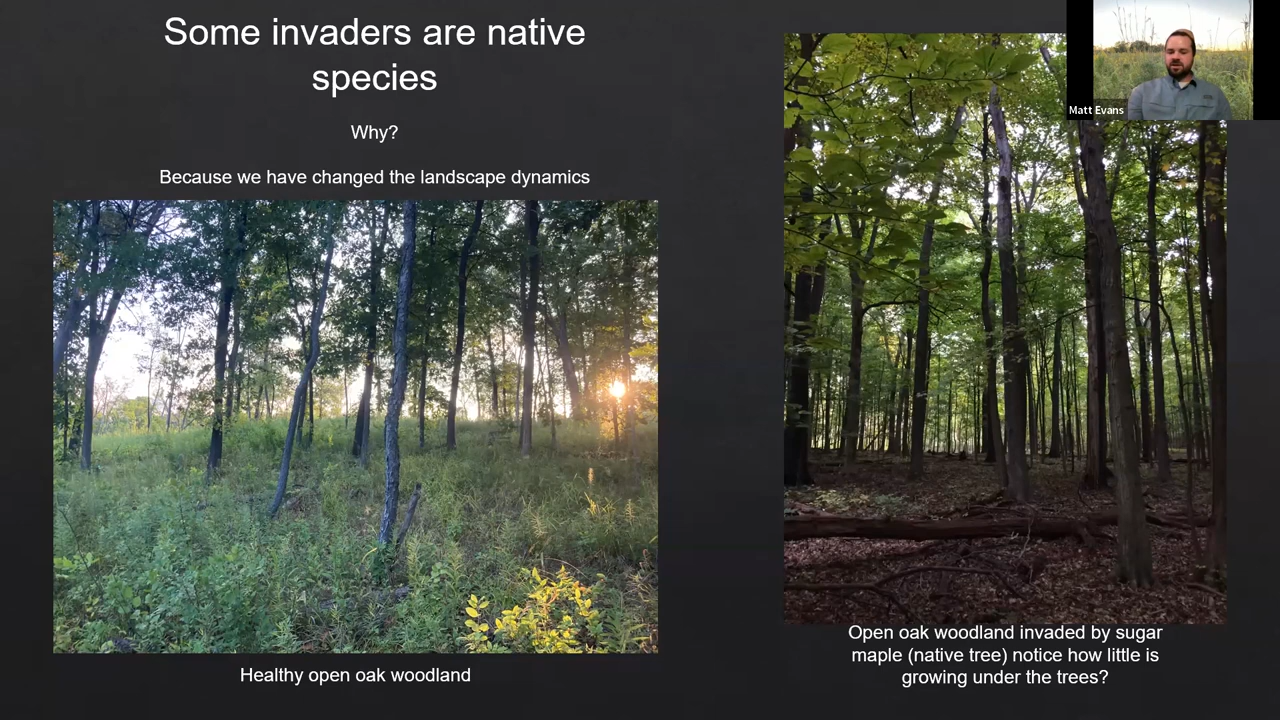 Some invaders are native
species
Why?
Because we have changed the landscape dynamics
Healthy open oak woodland
Matt Evans
Open oak woodland invaded by sugar
maple (native tree) notice how little is
growing under the trees?